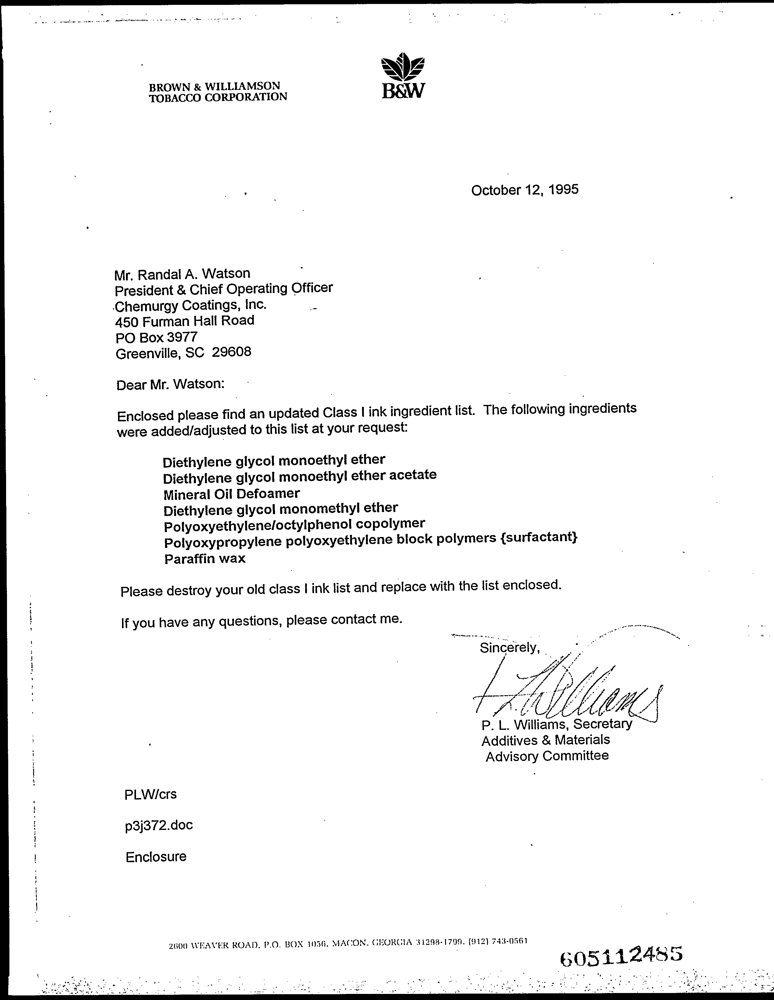 BROWN & WILLIAMSON
TOBACCO CORPORATION
B&W
October 12, 1995
Mr. Randal A. Watson
President & Chief Operating Officer
Chemurgy Coatings, Inc.
450 Furman Hall Road
PO Box 3977
Greenville, SC 29608
Dear Mr. Watson:
Enclosed please find an updated Class I ink ingredient list. The following ingredients
were added/adjusted to this list at your request:
Diethylene glycol monoethyl ether
Diethylene glycol monoethyl ether acetate
Mineral Oil Defoamer
Diethylene glycol monomethyl ether
Polyoxyethylene/octylphenol copolymer
Polyoxypropylene polyoxyethylene block polymers {surfactant}
Paraffin wax
Please destroy your old class I ink list and replace with the list enclosed.
If you have any questions, please contact me.
Sincerely,
P. L. Williams
P. L. Williams, Secretary
Additives & Materials
Advisory Committee
PLW/crs
p3j372.doc
Enclosure
2600 WEAVER ROAD, P.O. BOX 1056, MACON, GEORGIA 31298-1799, (912) 743-0561
605112485